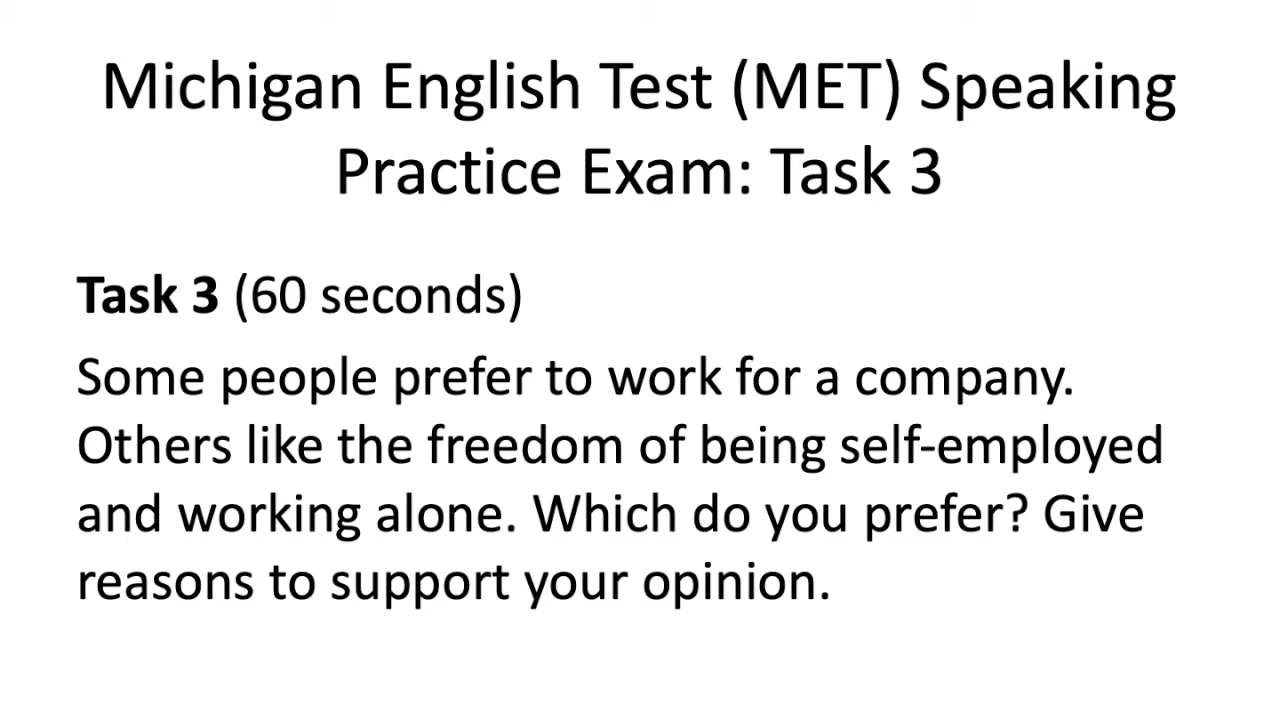 Michigan English Test (MET) Speaking
Practice Exam: Task 3
Task 3 (60 seconds)
Some people prefer to work for a company.
Others like the freedom of being self-employed
and working alone. Which do you prefer? Give
reasons to support your opinion.